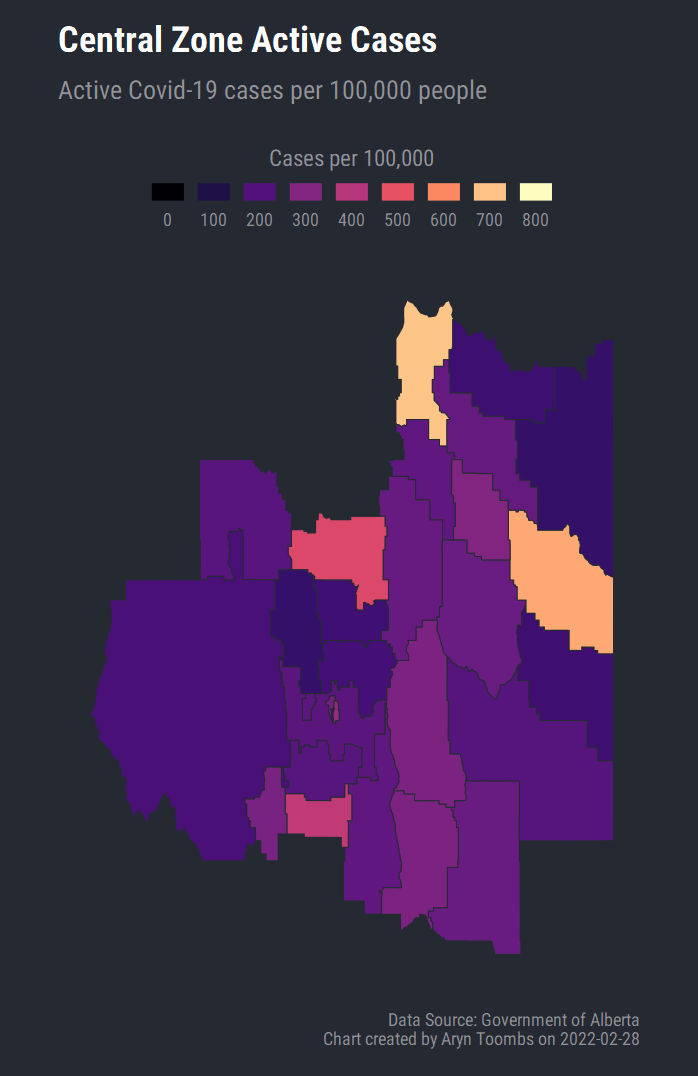 Central Zone Active Cases
Active Covid-19 cases per 100,000 people
Cases per 100,000
0 100 200 300 400 500 600 700 800
Data Source: Government of Alberta
Chart created by Aryn Toombs on 2022-02-28